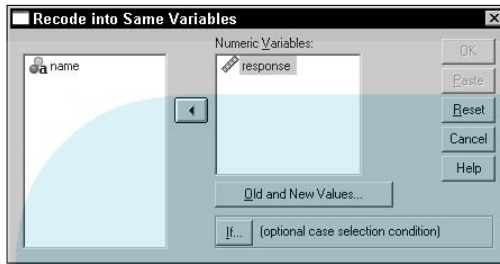 Recode into Same Variables
name
Numeric Variables:
response
OK
Paste
Reset
Cancel
Help
Old and New Values...
If... (optional case selection condition)